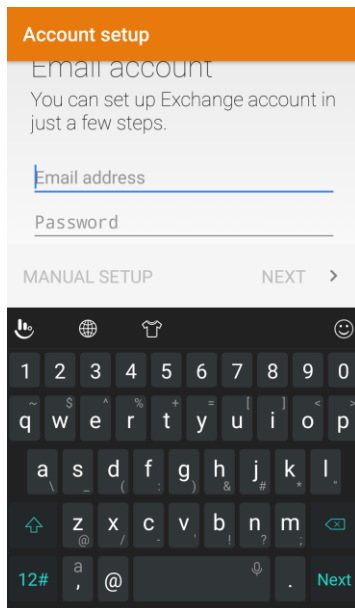 Account setup
Email account
You can set up Exchange account in
just a few steps.
Email address
Password
MANUAL SETUP NEXT >
1 2 3 4 5 6 7 8 9 0
~ $ ^ % + = [ ] < >
q w e r t y u i o p
a s d f g h j k l
\ _ ( : ) & # * "
z x c v b n m
@ / - ' ! ? ;
12# a , @ . Next